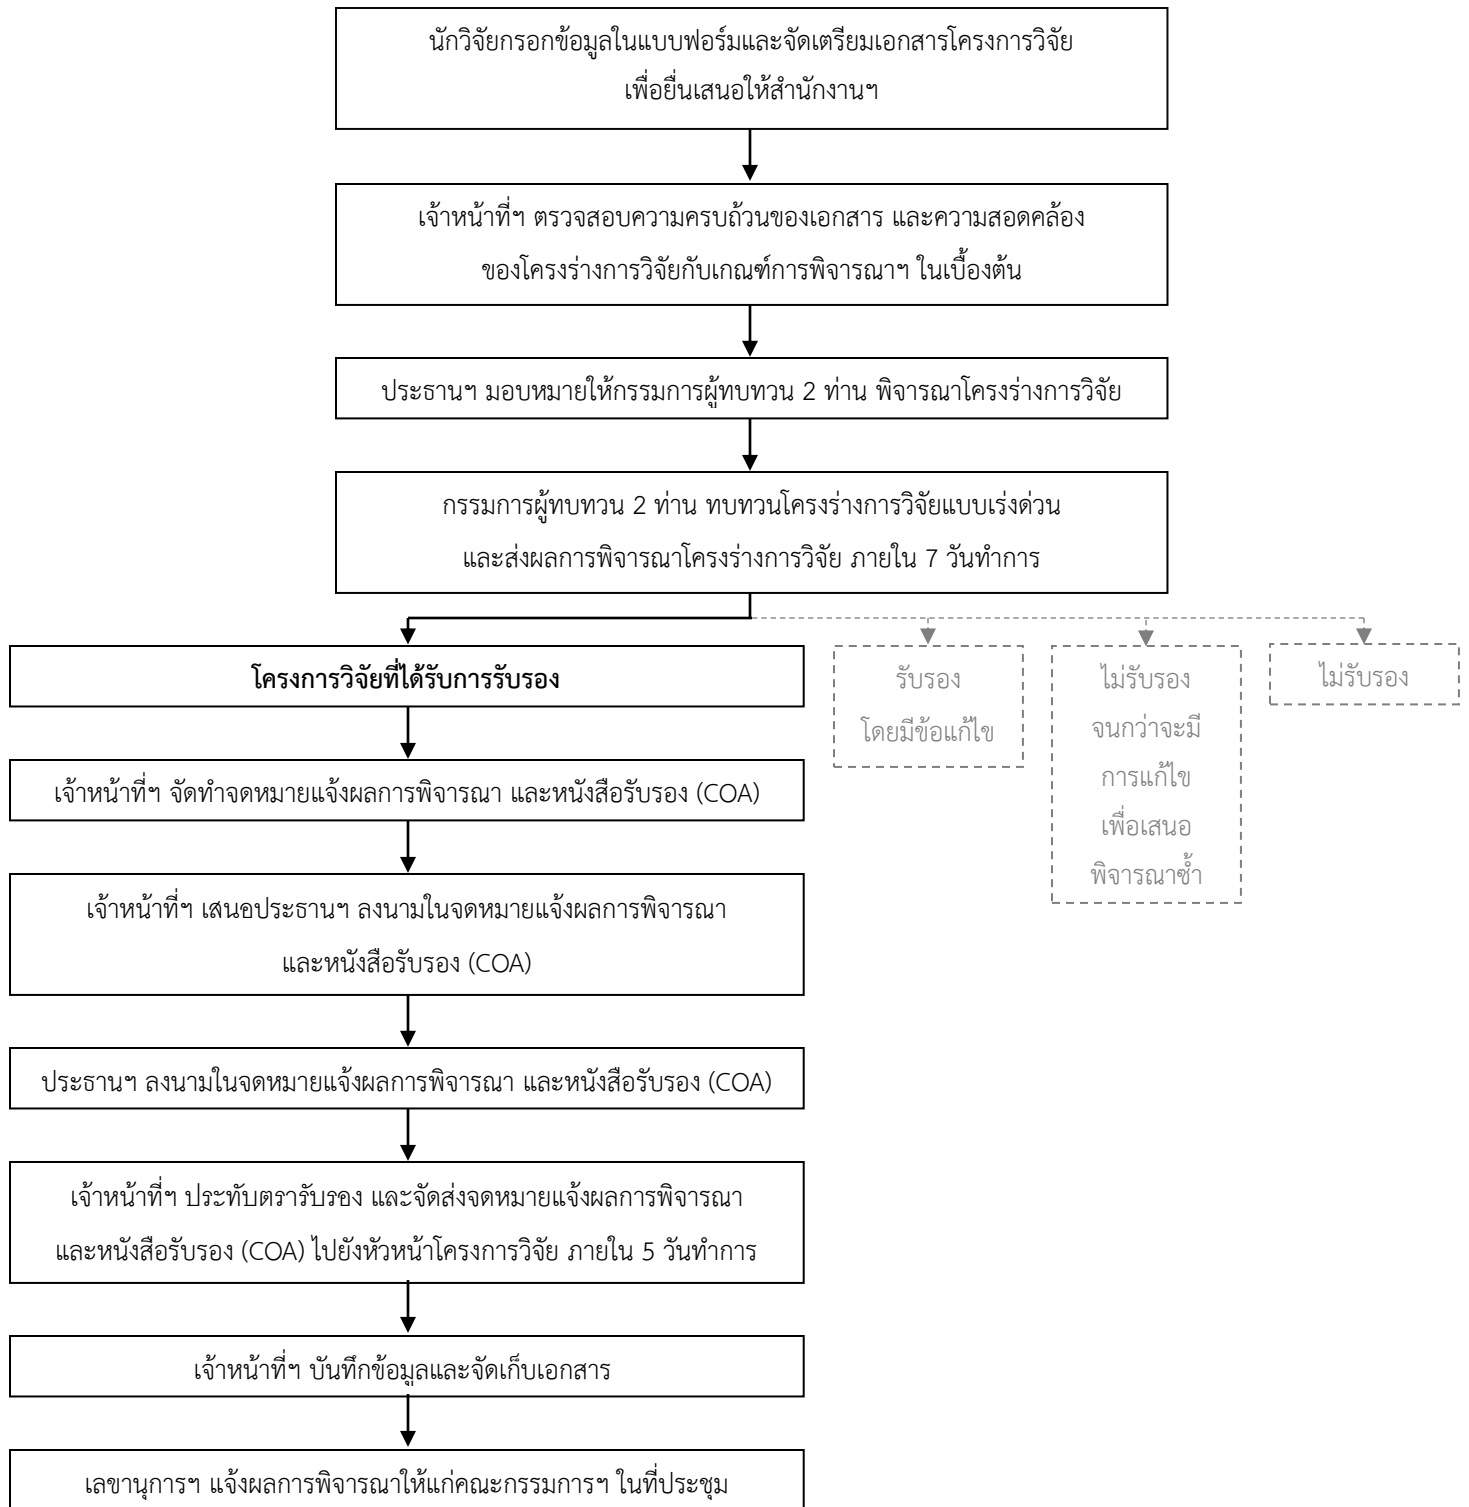 นักวิจัยกรอกข้อมูลในแบบฟอร์มและจัดเตรียมเอกสารโครงการวิจัย
เพื่อยื่นเสนอให้สำนักงานฯ
เจ้าหน้าที่ฯ ตรวจสอบความครบถ้วนของเอกสาร และความสอดคล้อง
ของโครงร่างการวิจัยกับเกณฑ์การพิจารณาฯ ในเบื้องต้น
ประธานฯ มอบหมายให้กรรมการผู้ทบทวน 2 ท่าน พิจารณาโครงร่างการวิจัย
กรรมการผู้ทบทวน 2 ท่าน ทบทวนโครงร่างการวิจัยแบบเร่งด่วน
และส่งผลการพิจารณาโครงร่างการวิจัย ภายใน 7 วันทำการ
โครงการวิจัยที่ได้รับการรับรอง
รับรอง
โดยมีข้อแก้ไข
ไม่รับรอง
จนกว่าจะมี
การแก้ไข
เพื่อเสนอ
พิจารณาซ้ำ
ไม่รับรอง
เจ้าหน้าที่ฯ จัดทำจดหมายแจ้งผลการพิจารณา และหนังสือรับรอง (COA)
เจ้าหน้าที่ฯ เสนอประธานฯ ลงนามในจดหมายแจ้งผลการพิจารณา
และหนังสือรับรอง (COA)
ประธานฯ ลงนามในจดหมายแจ้งผลการพิจารณา และหนังสือรับรอง (COA)
เจ้าหน้าที่ฯ ประทับตรารับรอง และจัดส่งจดหมายแจ้งผลการพิจารณา
และหนังสือรับรอง (COA) ไปยังหัวหน้าโครงการวิจัย ภายใน 5 วันทำการ
เจ้าหน้าที่ฯ บันทึกข้อมูลและจัดเก็บเอกสาร
เลขานุการฯ แจ้งผลการพิจารณาให้แก่คณะกรรมการฯ ในที่ประชุม